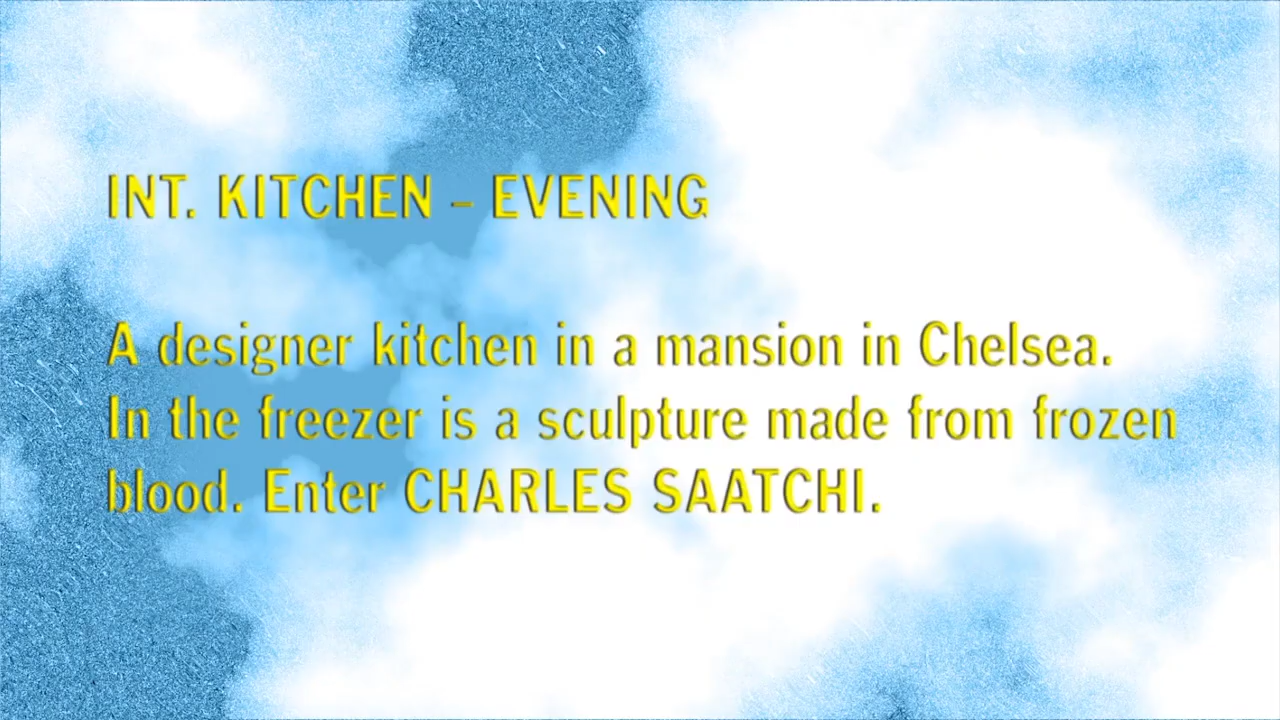 INT. KITCHEN – EVENING
A designer kitchen in a mansion in Chelsea.
In the freezer is a sculpture made from frozen
blood. Enter CHARLES SAATCHI.